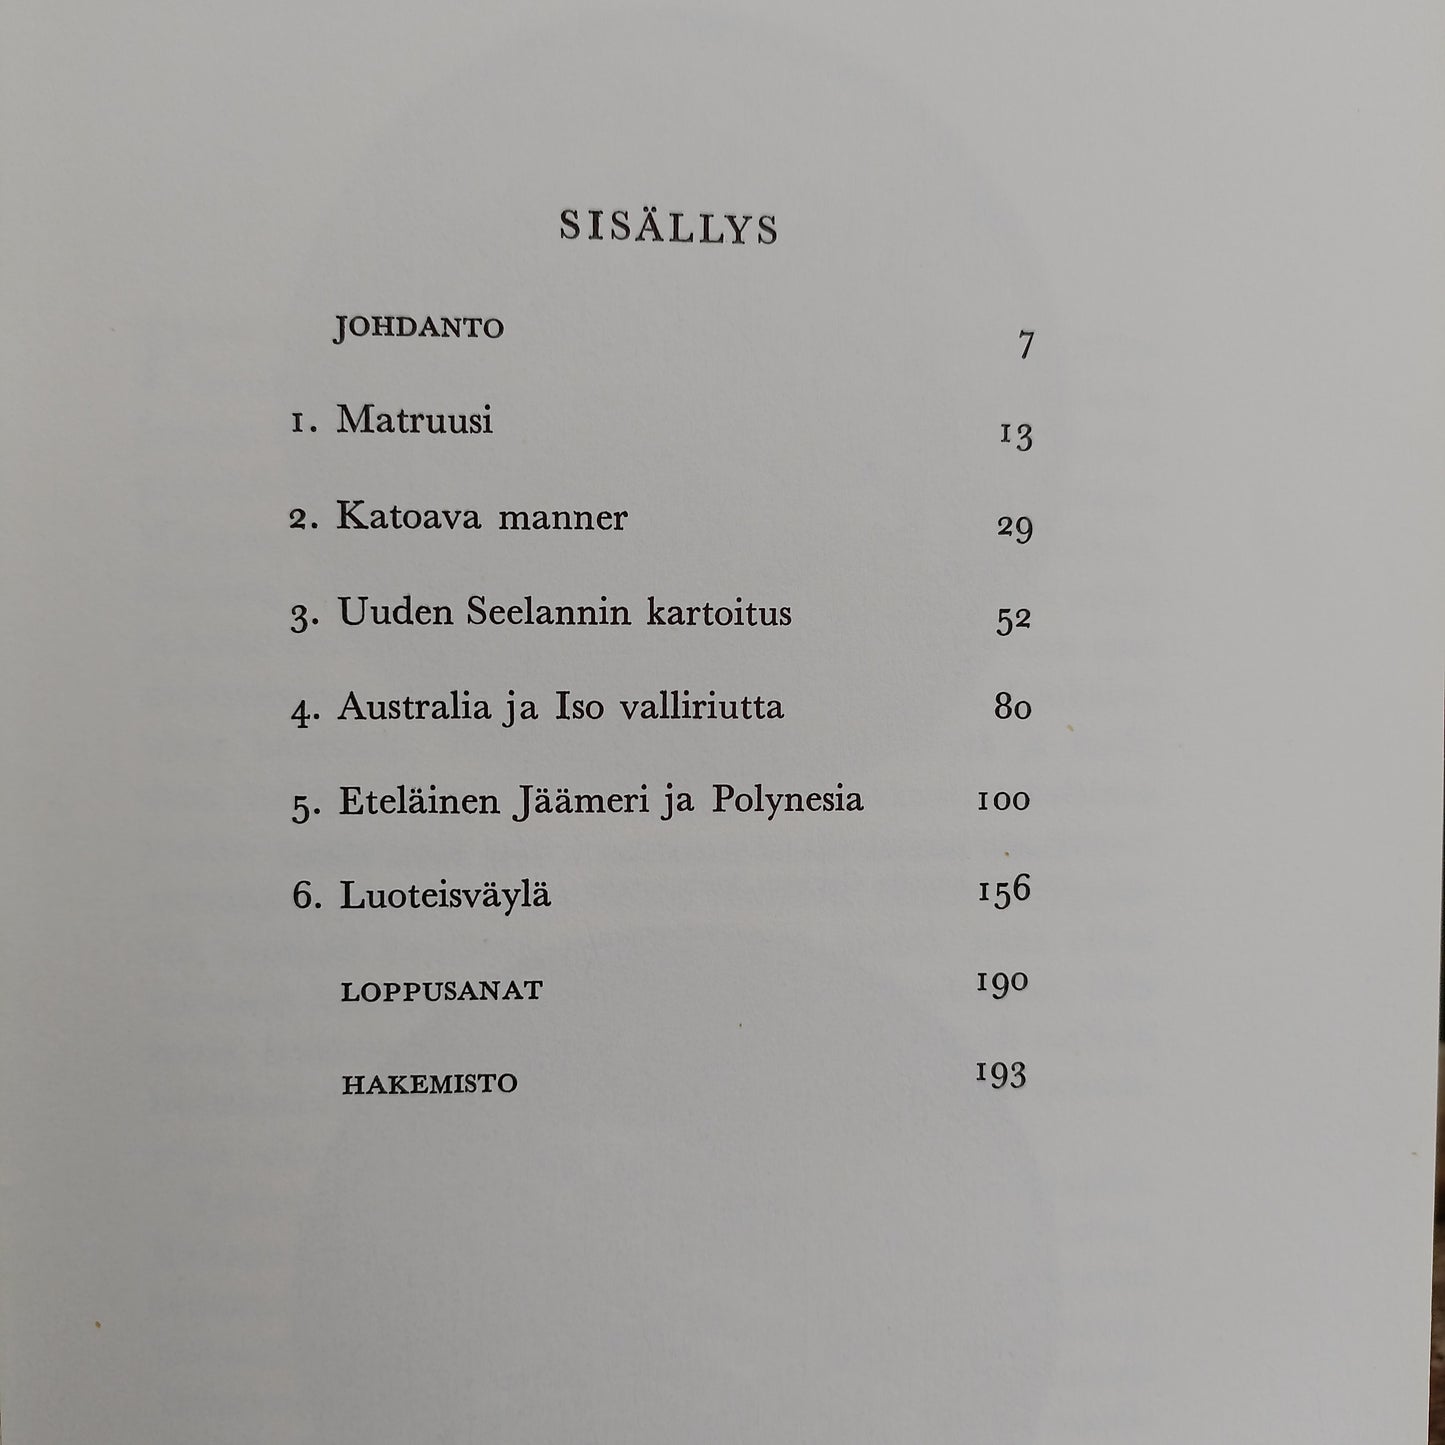 SISÄLLYS
JOHDANTO 7
1. Matruusi 13
2. Katoava manner 29
3. Uuden Seelannin kartoitus 52
4. Australia ja Iso valliriutta 80
5. Eteläinen Jäämeri ja Polynesia 100
6. Luoteisväylä 156
LOPPUSANAT 190
HAKEMISTO 193